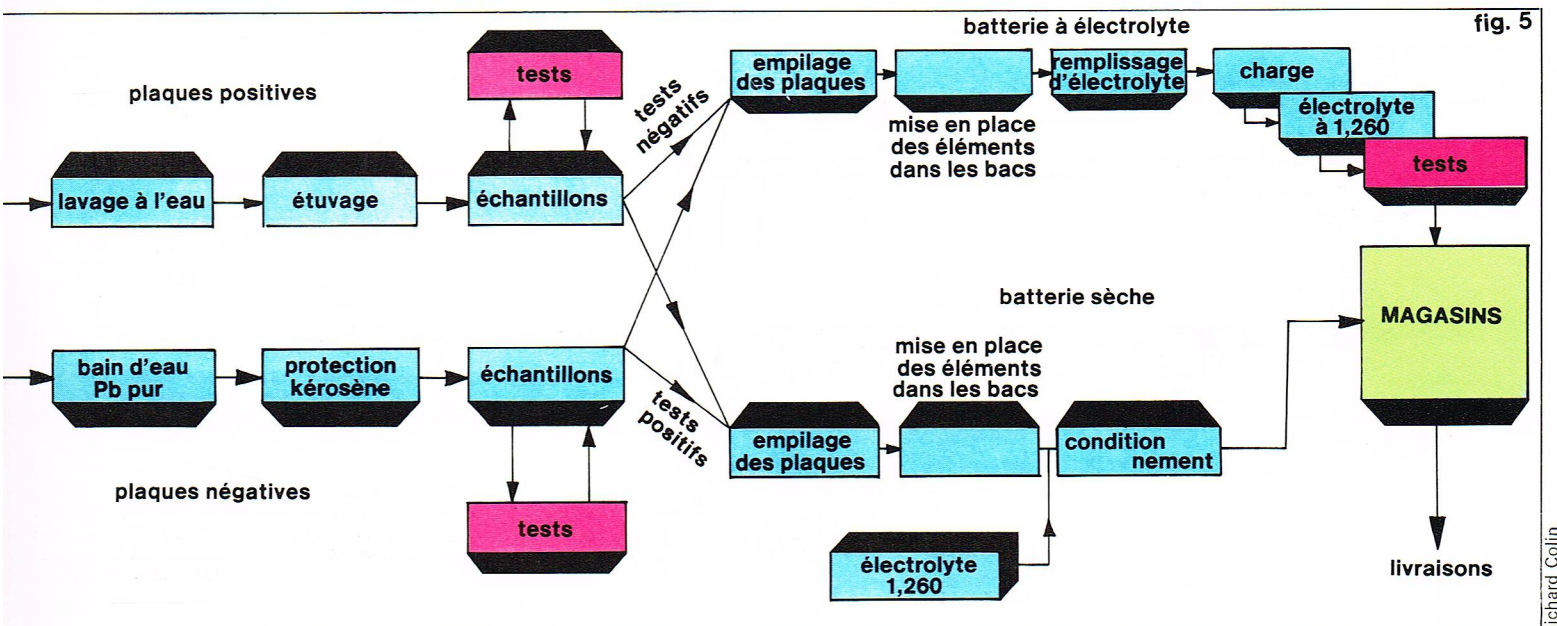 fig. 5
batterie à électrolyte
plaques positives
tests
lavage à l'eau
étuvage
échantillons
tests
négatifs
empilage
des plaques
mise en place
des éléments
dans les bacs
remplissage
d'électrolyte
charge
électrolyte
à 1,260
tests
MAGASINS
livraisons
batterie sèche
bain d'eau
Pb pur
protection
kérosène
échantillons
tests
positifs
plaques négatives
tests
empilage
des plaques
mise en place
des éléments
dans les bacs
condition
nement
électrolyte
1,260
ichard Colin